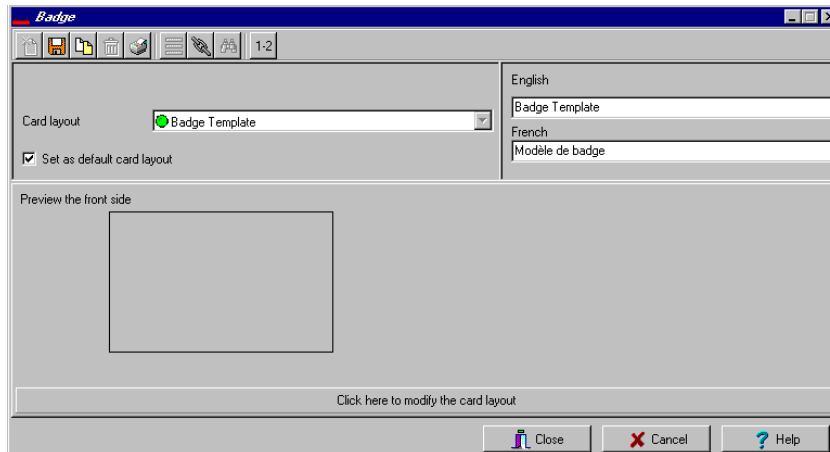 Badge
1-2
English
Badge Template
Card layout
Badge Template
French
Modèle de badge
Set as default card layout
Preview the front side
Click here to modify the card layout
Close
Cancel
Help